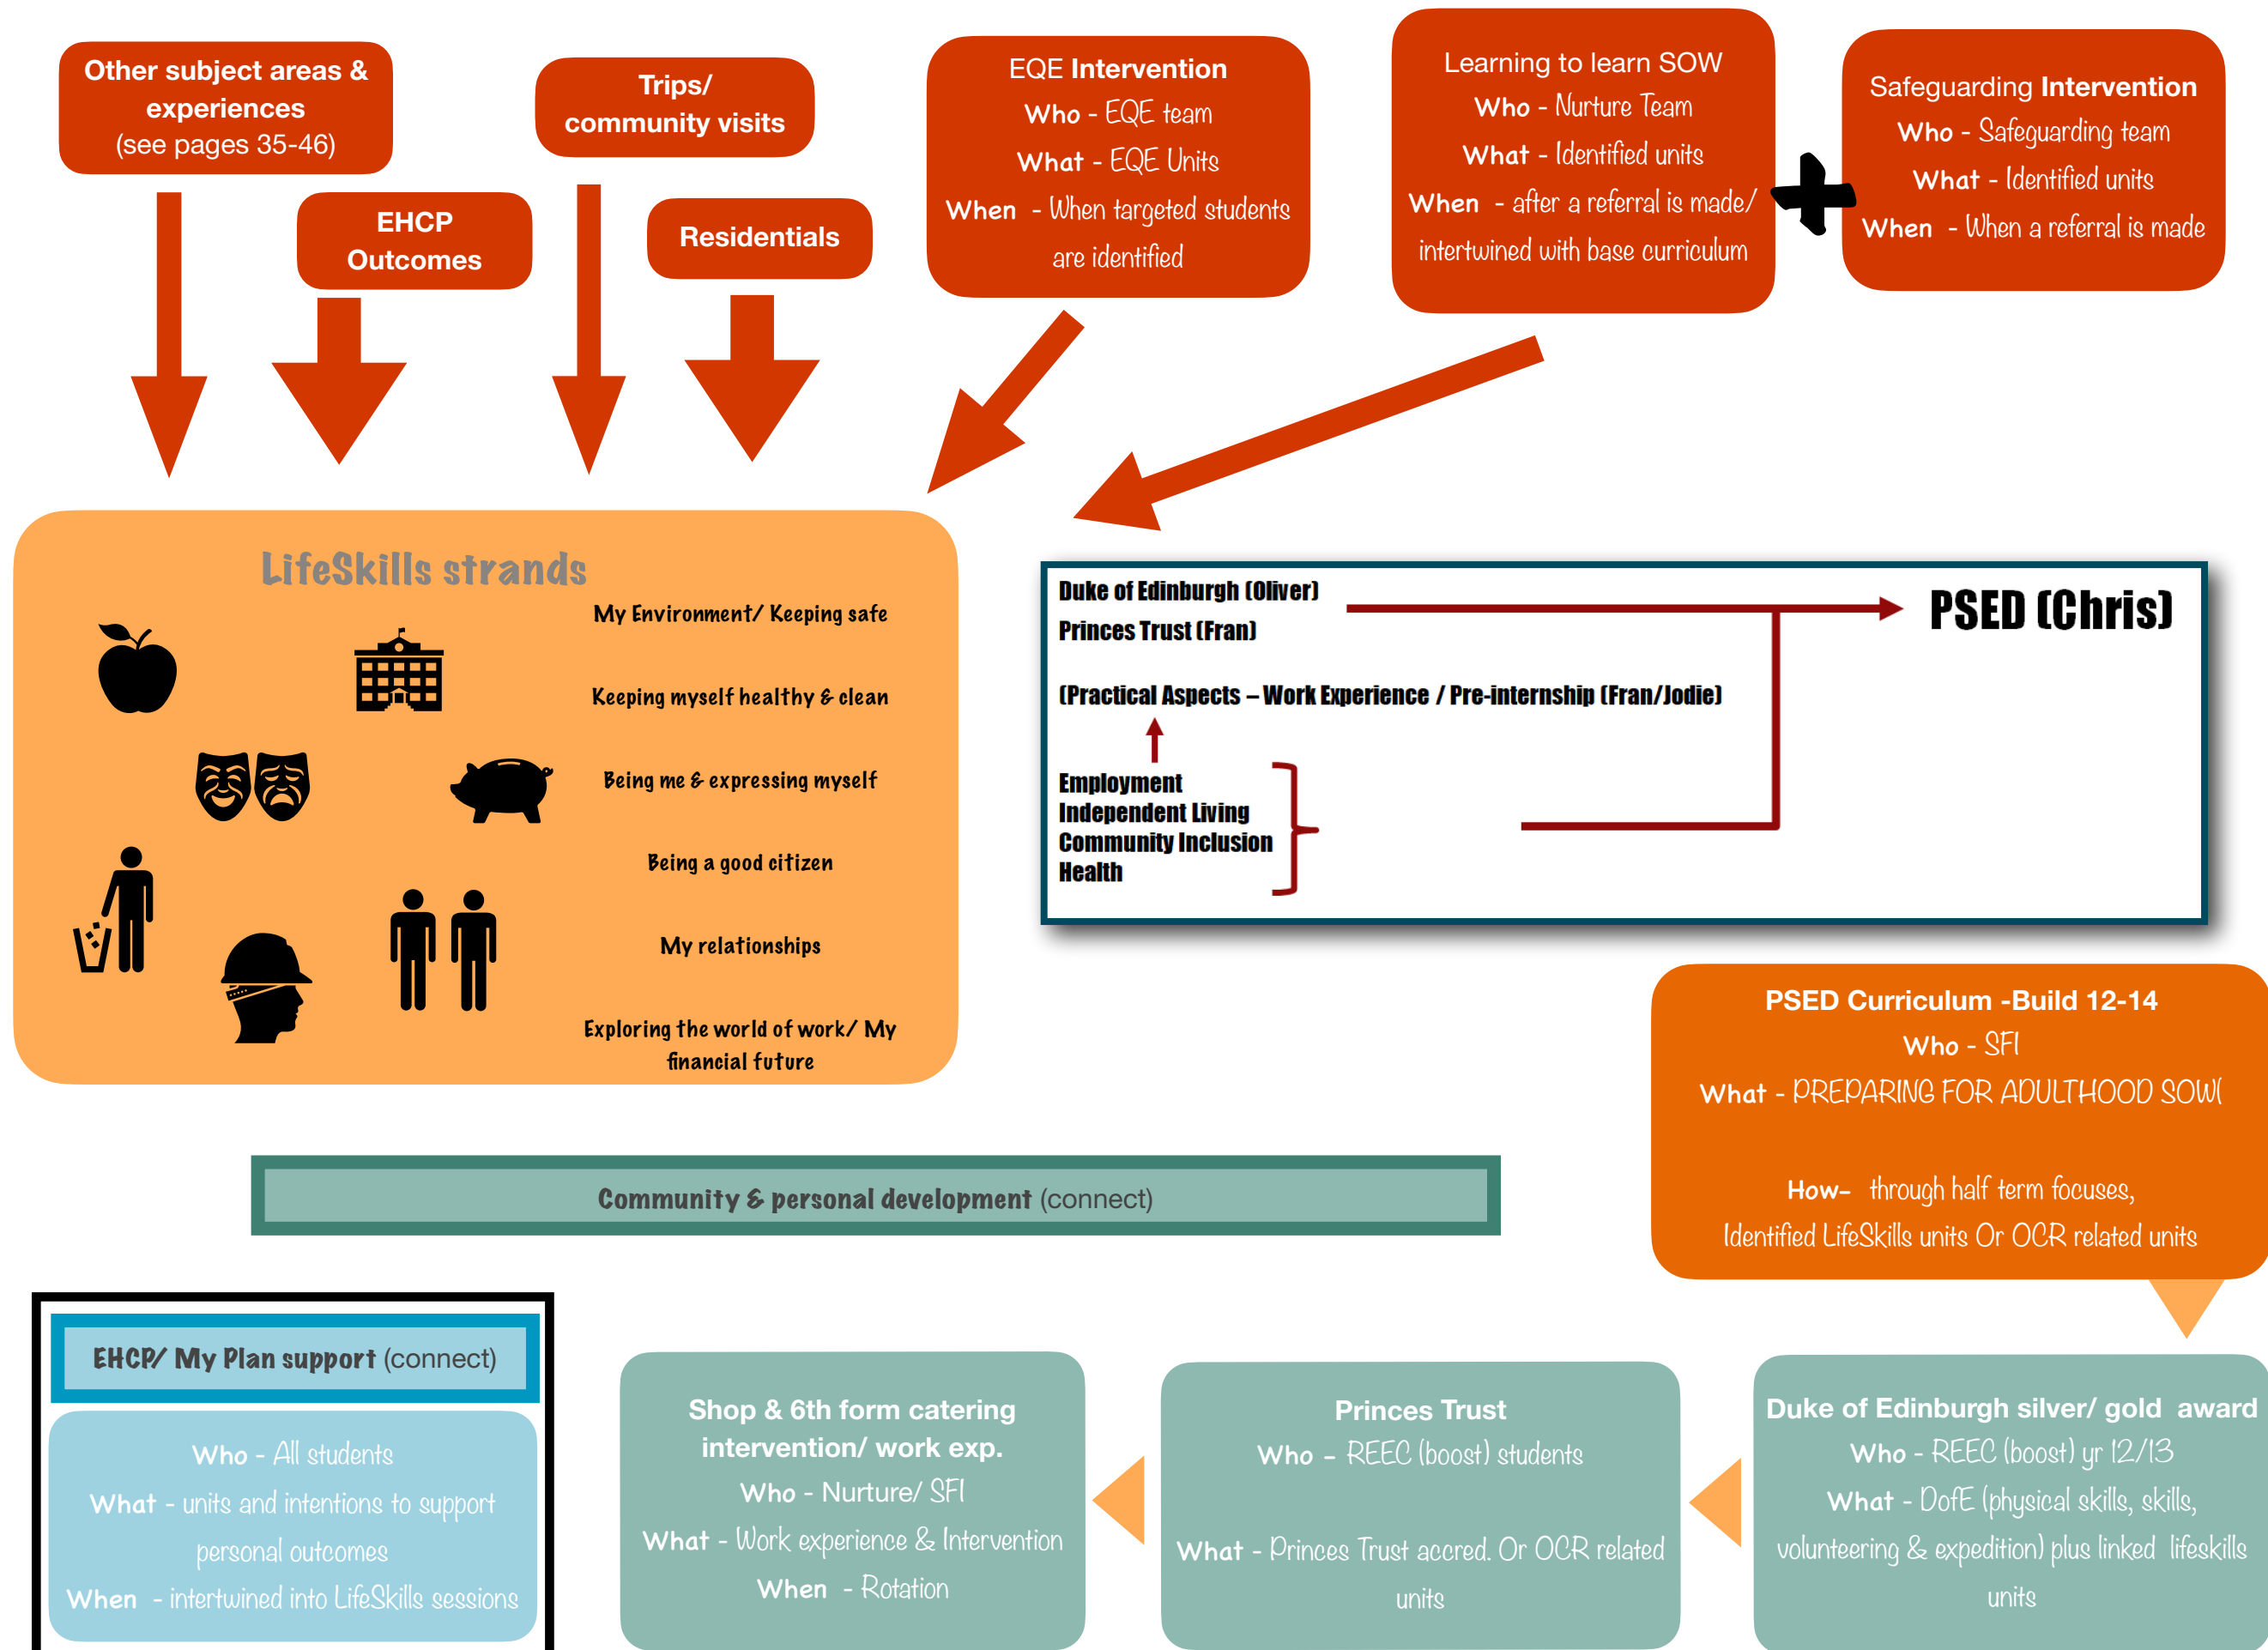 Other subject areas &
experiences
(see pages 35-46)
EHCP
Outcomes
Trips/
community visits
Residentials
EQE Intervention
Who - EQE team
What - EQE Units
When - When targeted students
are identified
Learning to learn SOW
Who - Nurture Team
What - Identified units
When - after a referral is made/
intertwined with base curriculum
Safeguarding Intervention
Who - Safeguarding team
What - Identified units
When - When a referral is made
LifeSkills strands
My Environment/ Keeping safe
Keeping myself healthy & clean
Being me & expressing myself
Being a good citizen
My relationships
Exploring the world of work/ My
financial future
Duke of Edinburgh (Oliver)
Princes Trust (Fran)
(Practical Aspects – Work Experience / Pre-internship (Fran/Jodie)
Employment
Independent Living
Community Inclusion
Health
PSED (Chris)
PSED Curriculum -Build 12-14
Who - SFI
What - PREPARING FOR ADULTHOOD SOW(
How- through half term focuses,
Identified LifeSkills units Or OCR related units
Community & personal development (connect)
EHCP/ My Plan support (connect)
Who - All students
What - units and intentions to support
personal outcomes
When - intertwined into LifeSkills sessions
Shop & 6th form catering
intervention/ work exp.
Who - Nurture/ SFI
What - Work experience & Intervention
When - Rotation
Princes Trust
Who - REEC (boost) students
What - Princes Trust accred. Or OCR related
units
Duke of Edinburgh silver/ gold award
Who - REEC (boost) yr 12/13
What - DofE (physical skills, skills,
volunteering & expedition) plus linked lifeskills
units